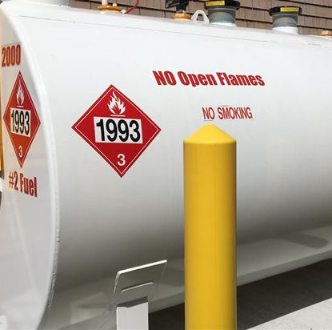 2000
1993
3
#2 Fuel
1993
3
NO Open Flames
NO SMOKING